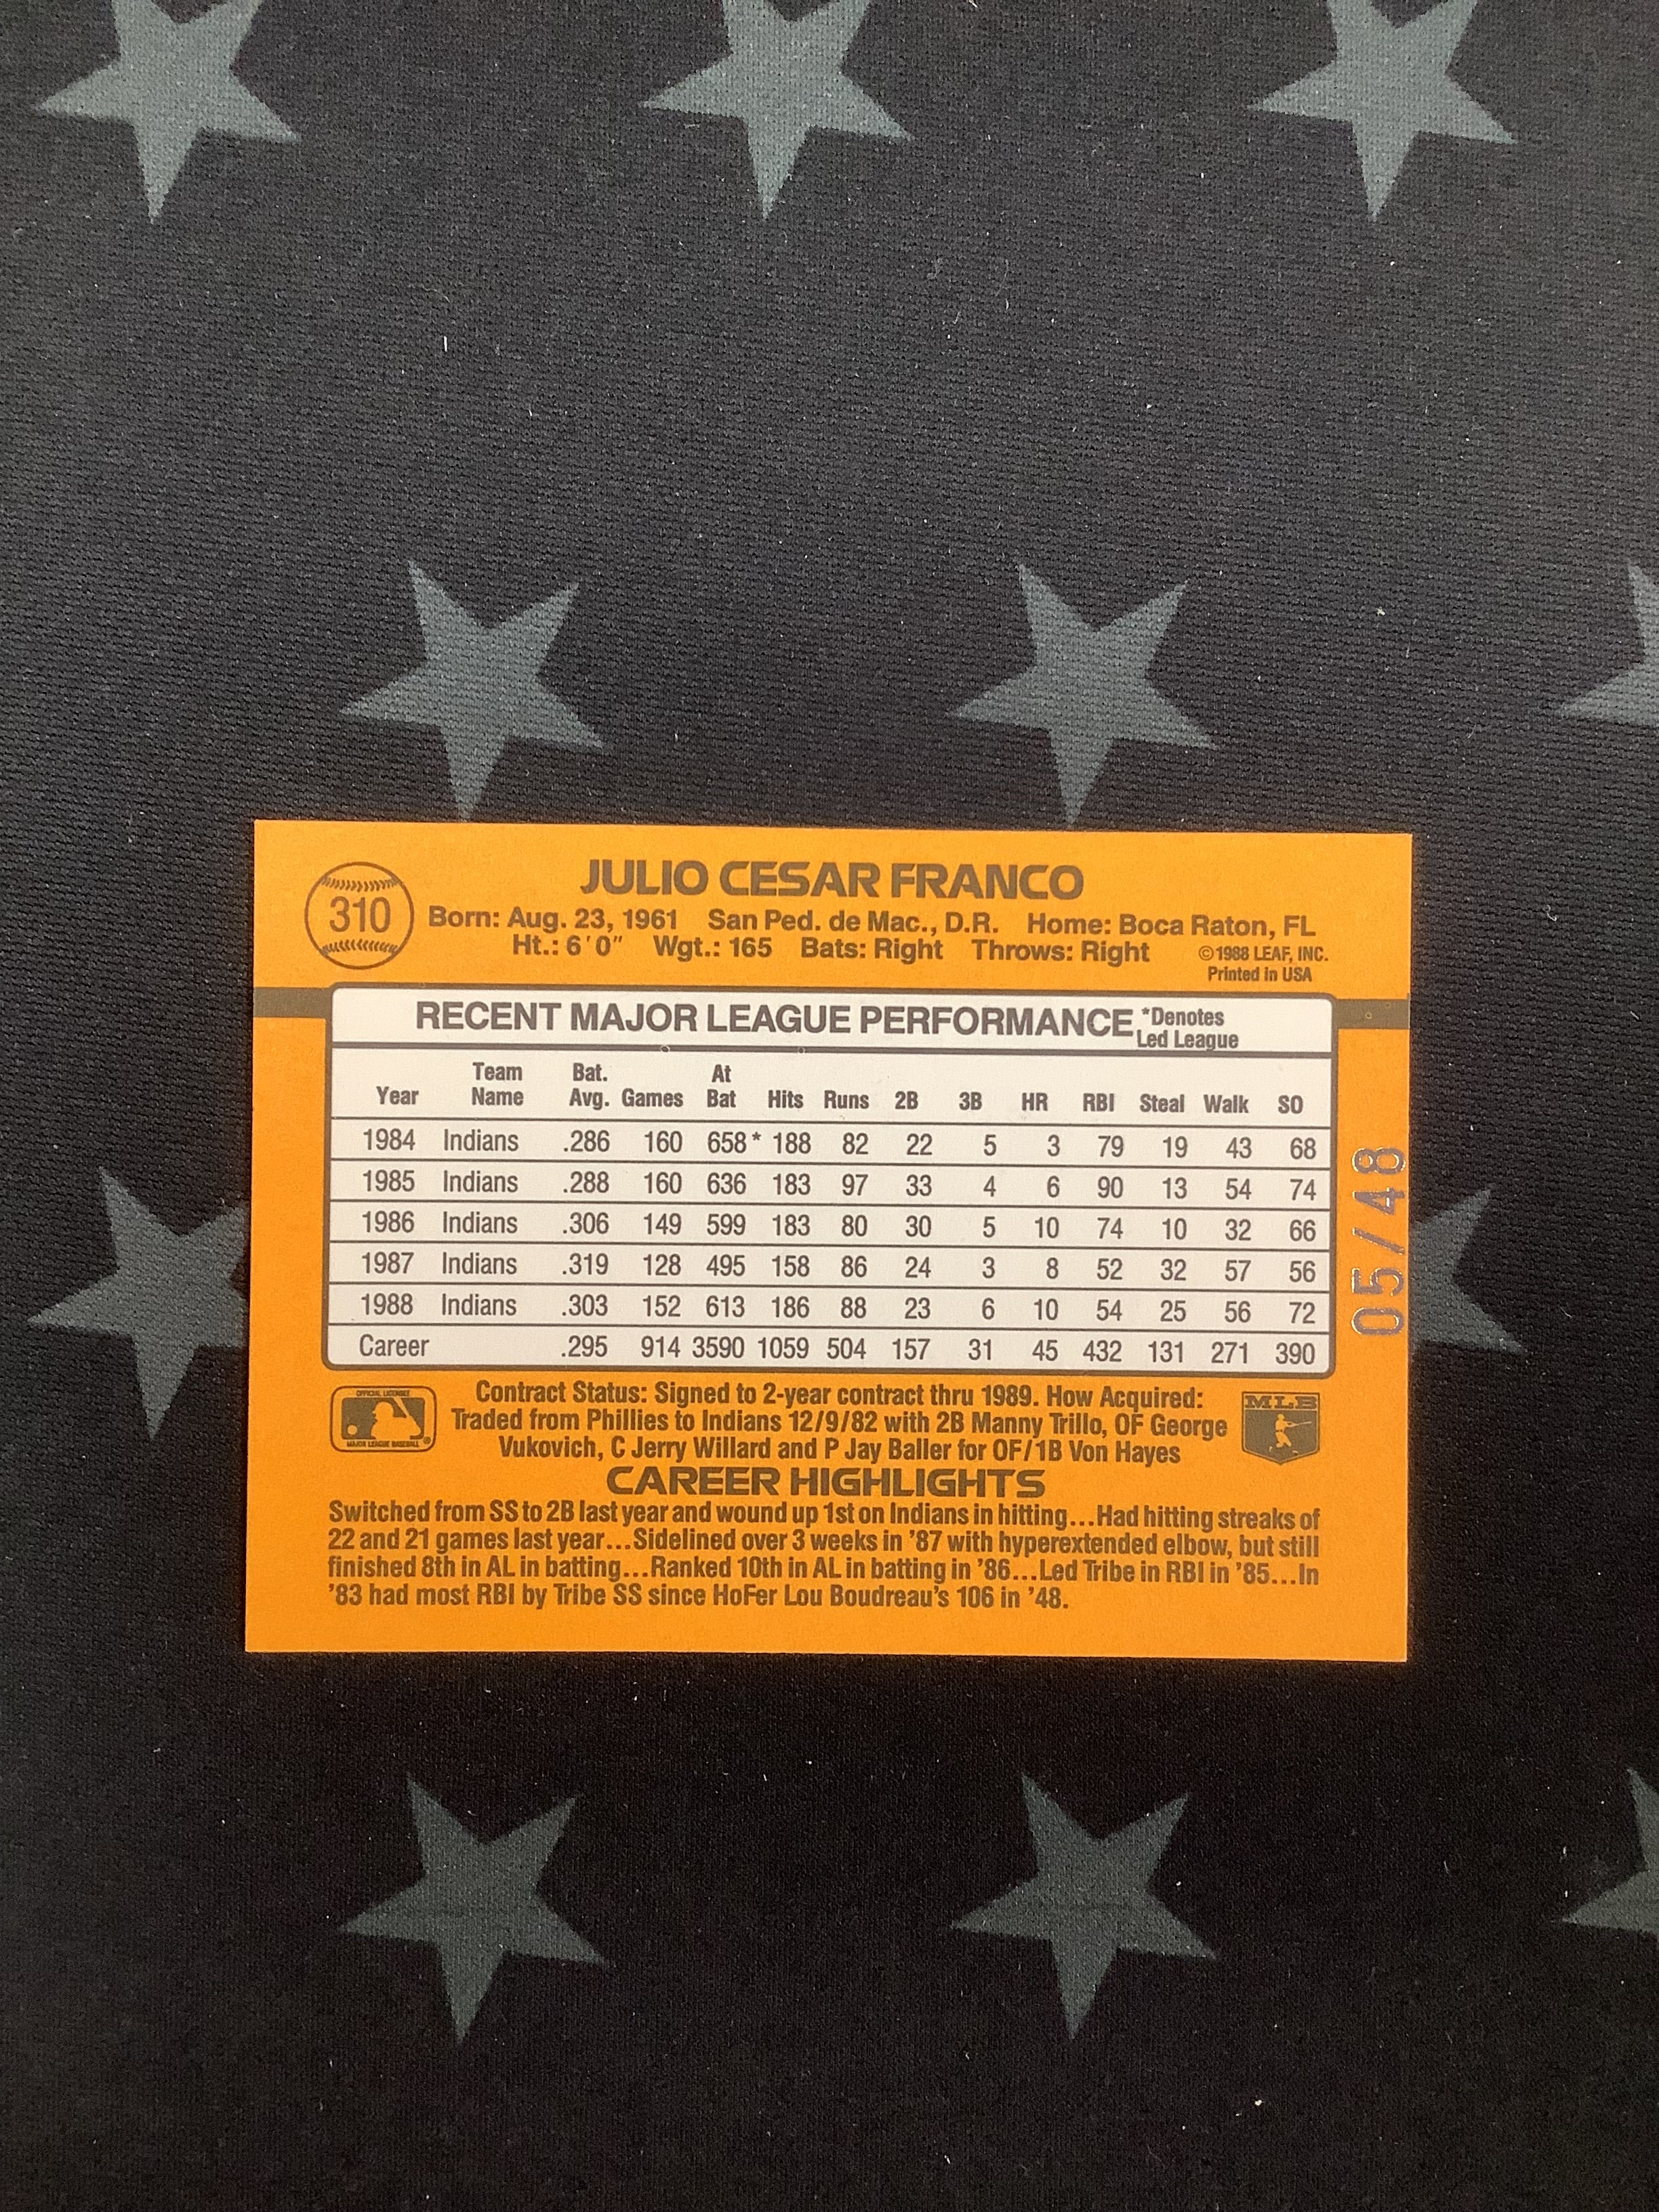 310
JULIO CESAR FRANCO
Born: Aug. 23, 1961 San Ped. de Mac., D.R. Home: Boca Raton, FL
Ht.: 6'0" Wgt.: 165 Bats: Right Throws: Right
©1988 LEAF, INC.
Printed in USA
RECENT MAJOR LEAGUE PERFORMANCE *Denotes
Led League
Year Team Name Bat. Avg. Games At Bat Hits Runs 2B 3B HR RBI Steal Walk SO
1984 Indians .286 160 658* 188 82 22 5 3 79 19 43 68
1985 Indians .288 160 636 183 97 33 4 6 90 13 54 74
1986 Indians .306 149 599 183 80 30 5 10 74 10 32 66
1987 Indians .319 128 495 158 86 24 3 8 52 32 57 56
1988 Indians .303 152 613 186 88 23 6 10 54 25 56 72
Career .295 914 3590 1059 504 157 31 45 432 131 271 390
05/48
OFFICIAL LICENSEE
MAJOR LEAGUE BASEBALL®
Contract Status: Signed to 2-year contract thru 1989. How Acquired:
Traded from Phillies to Indians 12/9/82 with 2B Manny Trillo, OF George
Vukovich, C Jerry Willard and P Jay Baller for OF/1B Von Hayes
MLB
CAREER HIGHLIGHTS
Switched from SS to 2B last year and wound up 1st on Indians in hitting...Had hitting streaks of
22 and 21 games last year...Sidelined over 3 weeks in '87 with hyperextended elbow, but still
finished 8th in AL in batting...Ranked 10th in AL in batting in '86...Led Tribe in RBI in '85...In
'83 had most RBI by Tribe SS since HoFer Lou Boudreau's 106 in '48.